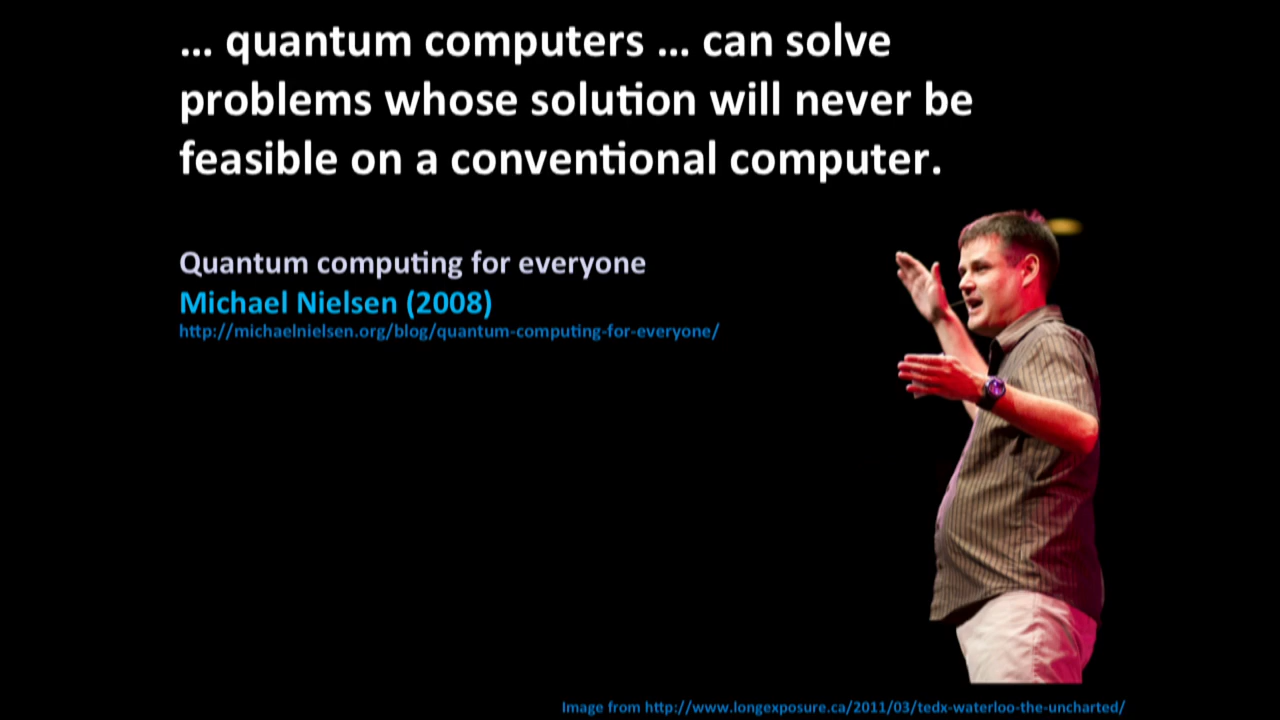 ... quantum computers ... can solve
problems whose solution will never be
feasible on a conventional computer.
Quantum computing for everyone
Michael Nielsen (2008)
http://michaelnielsen.org/blog/quantum-computing-for-everyone/
Image from http://www.longexposure.ca/2011/03/tedx-waterloo-the-uncharted/